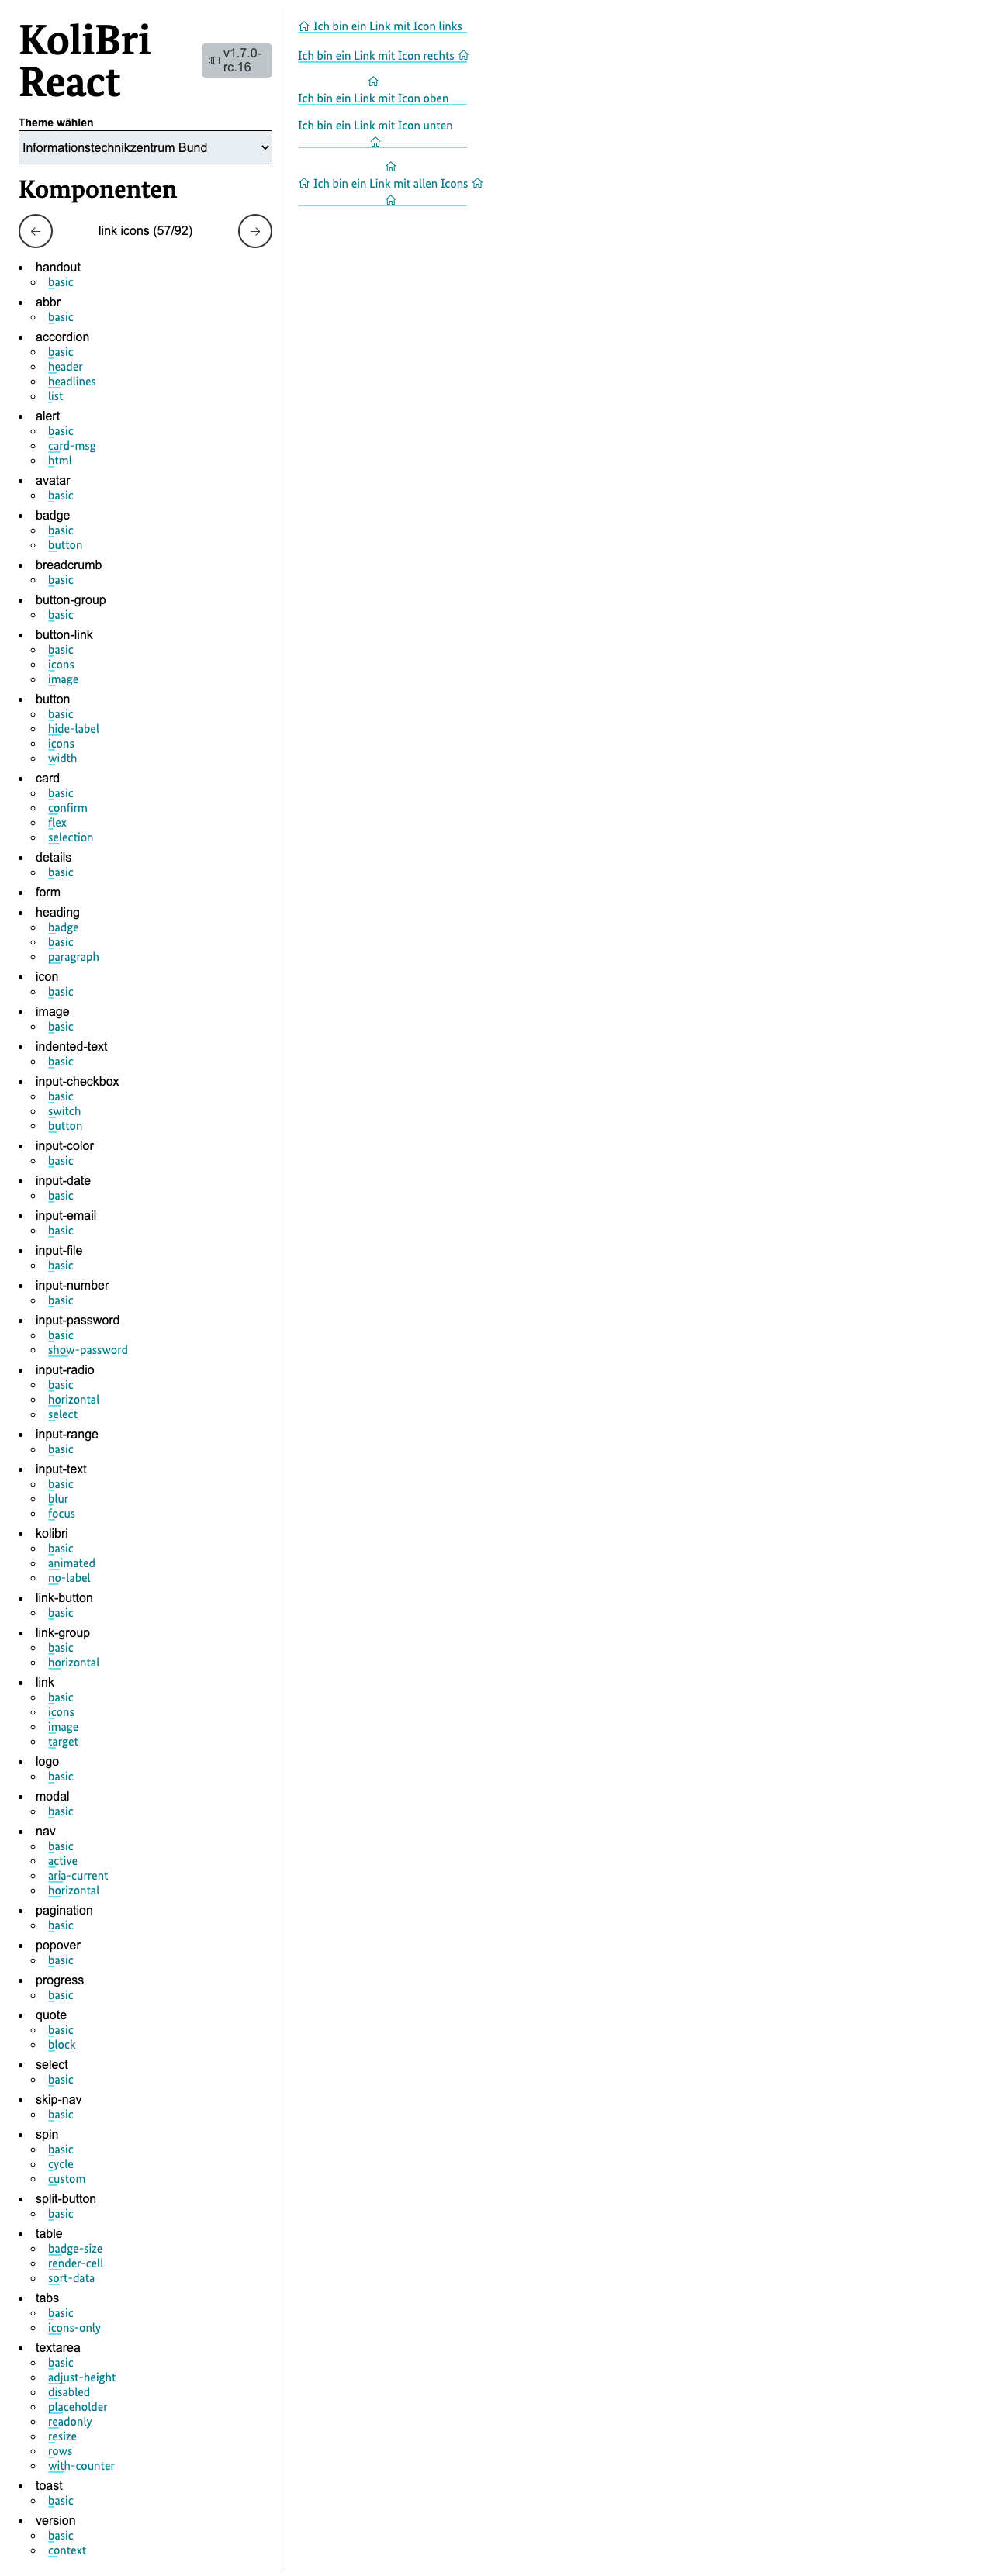 KoliBri
React
v1.7.0-
rc.16
Theme wählen
Informationstechnikzentrum Bund
Komponenten
link icons (57/92)
handout
basic
abbr
basic
accordion
basic
header
headlines
list
alert
basic
card-msg
html
avatar
basic
badge
basic
button
breadcrumb
basic
button-group
basic
button-link
basic
icons
image
button
basic
hide-label
icons
width
card
basic
confirm
flex
selection
details
basic
form
heading
badge
basic
paragraph
icon
basic
image
basic
indented-text
basic
input-checkbox
basic
switch
button
input-color
basic
input-date
basic
input-email
basic
input-file
basic
input-number
basic
input-password
basic
show-password
input-radio
basic
horizontal
select
input-range
basic
input-text
basic
blur
focus
kolibri
basic
animated
no-label
link-button
basic
link-group
basic
horizontal
link
basic
icons
image
target
logo
basic
modal
basic
nav
basic
active
aria-current
horizontal
pagination
basic
popover
basic
progress
basic
quote
basic
block
select
basic
skip-nav
basic
spin
basic
cycle
custom
split-button
basic
table
badge-size
render-cell
sort-data
tabs
basic
icons-only
textarea
basic
adjust-height
disabled
placeholder
readonly
resize
rows
with-counter
toast
basic
version
basic
context
Ich bin ein Link mit Icon links
Ich bin ein Link mit Icon rechts
Ich bin ein Link mit Icon oben
Ich bin ein Link mit Icon unten
Ich bin ein Link mit allen Icons